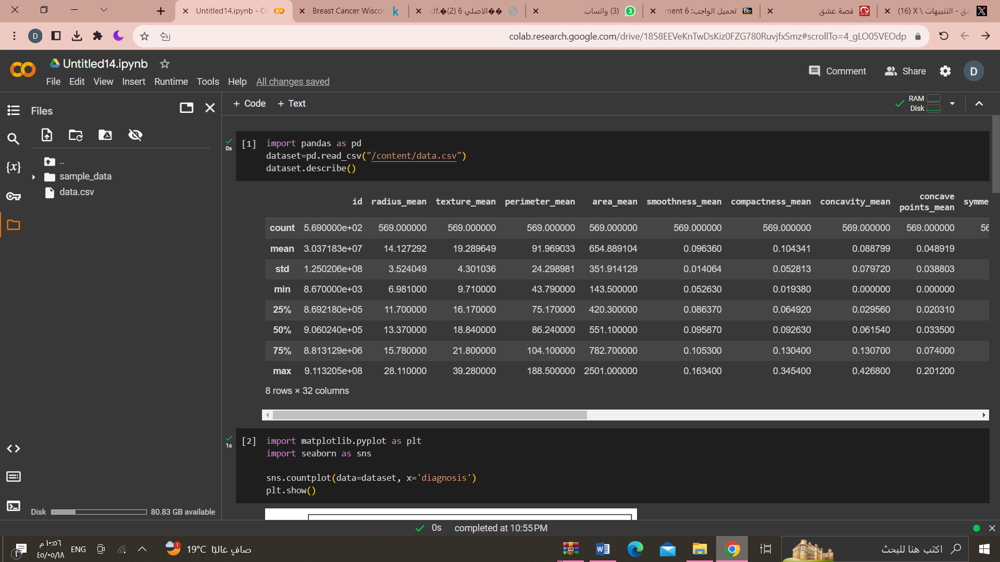 Untitled14.ipynb - Co
Breast Cancer Wiscon
الاصلي 6 (2).df
(3) واتساب
تحميل الواجب: ment 6
قصة عشق
(16) X \ التنبيهات - ق
D
colab.research.google.com/drive/1858EEVeKnTwDsKiz0FZG780RuvjfxSmz#scrollTo=4_gLO05VEOdp
Untitled14.ipynb
Comment Share D
File Edit View Insert Runtime Tools Help All changes saved
Files
+ Code + Text
RAM
Disk
..
sample_data
data.csv
{x}
0s
[1] import pandas as pd
dataset=pd.read_csv("/content/data.csv")
dataset.describe()
id radius_mean texture_mean perimeter_mean area_mean smoothness_mean compactness_mean concavity_mean concave points_mean symme
count 5.690000e+02 569.000000 569.000000 569.000000 569.000000 569.000000 569.000000 569.000000 569.000000 56
mean 3.037183e+07 14.127292 19.289649 91.969033 654.889104 0.096360 0.104341 0.088799 0.048919
std 1.250206e+08 3.524049 4.301036 24.298981 351.914129 0.014064 0.052813 0.079720 0.038803
min 8.670000e+03 6.981000 9.710000 43.790000 143.500000 0.052630 0.019380 0.000000 0.000000
25% 8.692180e+05 11.700000 16.170000 75.170000 420.300000 0.086370 0.064920 0.029560 0.020310
50% 9.060240e+05 13.370000 18.840000 86.240000 551.100000 0.095870 0.092630 0.061540 0.033500
75% 8.813129e+06 15.780000 21.800000 104.100000 782.700000 0.105300 0.130400 0.130700 0.074000
max 9.113205e+08 28.110000 39.280000 188.500000 2501.000000 0.163400 0.345400 0.426800 0.201200
8 rows × 32 columns
1s
[2] import matplotlib.pyplot as plt
import seaborn as sns
sns.countplot(data=dataset, x='diagnosis')
plt.show()
Disk 80.83 GB available
0s completed at 10:55 PM
١٠:٥٦ م
٤٥/٠٥/١٨
ENG
19°C صافٍ غالبًا
اكتب هنا للبحث